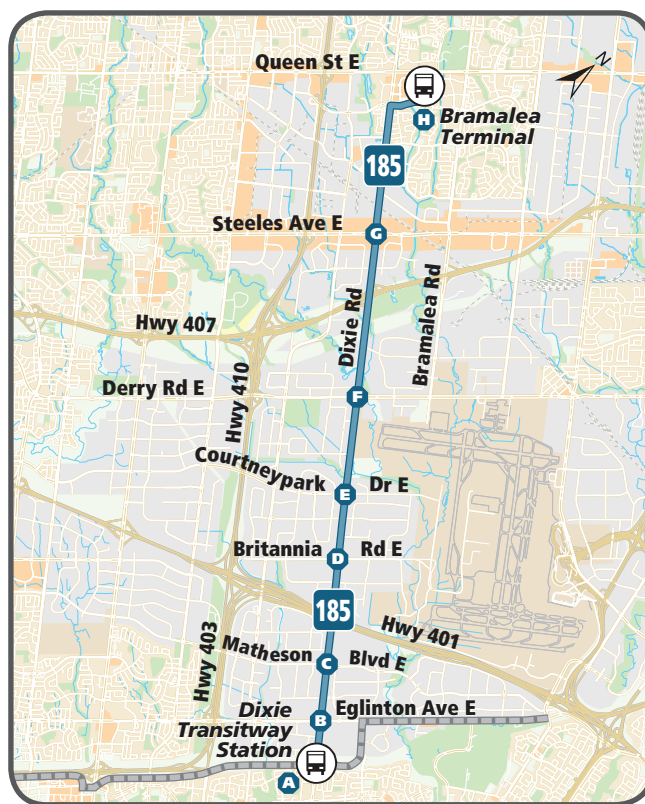 Queen St E
N
H
Bramalea
Terminal
185
Steeles Ave E
G
Hwy 407
Dixie Rd
Bramalea Rd
Hwy 410
Derry Rd E
F
Courtneypark
E
Dr E
Britannia
D
Rd E
185
Hwy 401
Hwy 403
Matheson
C
Blvd E
Dixie
Transitway
Station
B
Eglinton Ave E
A